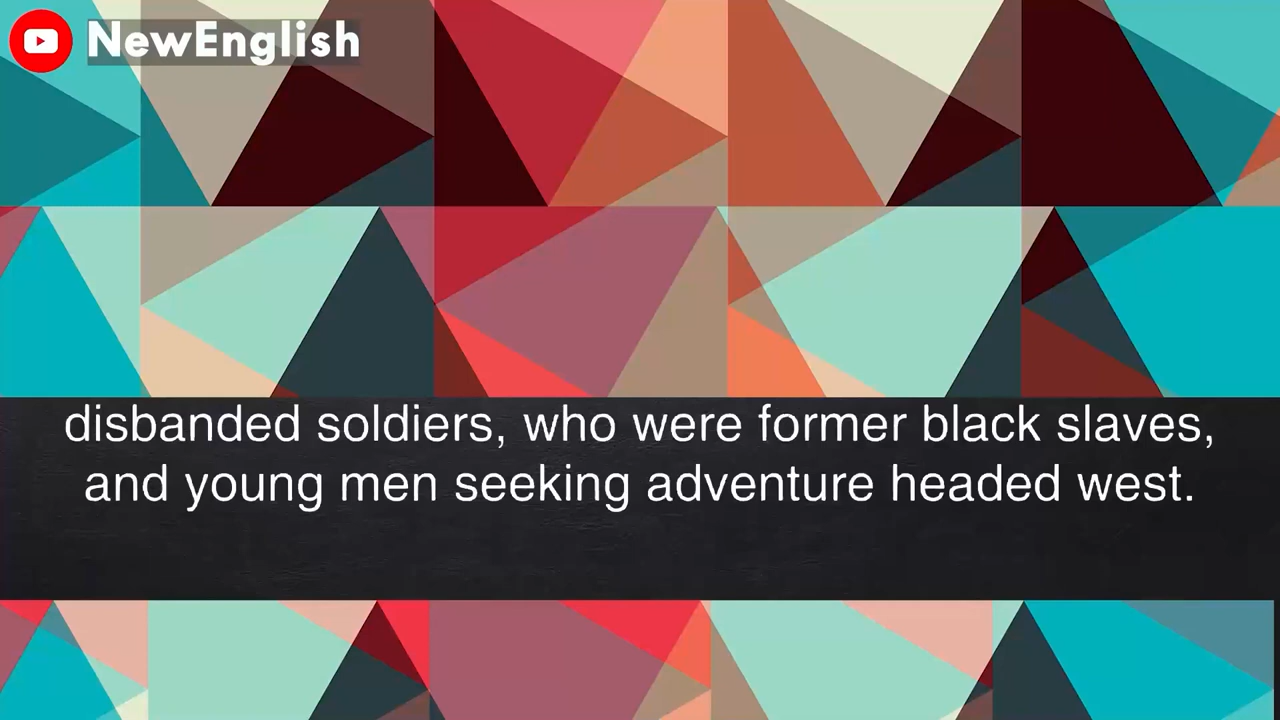 NewEnglish
disbanded soldiers, who were former black slaves,
and young men seeking adventure headed west.